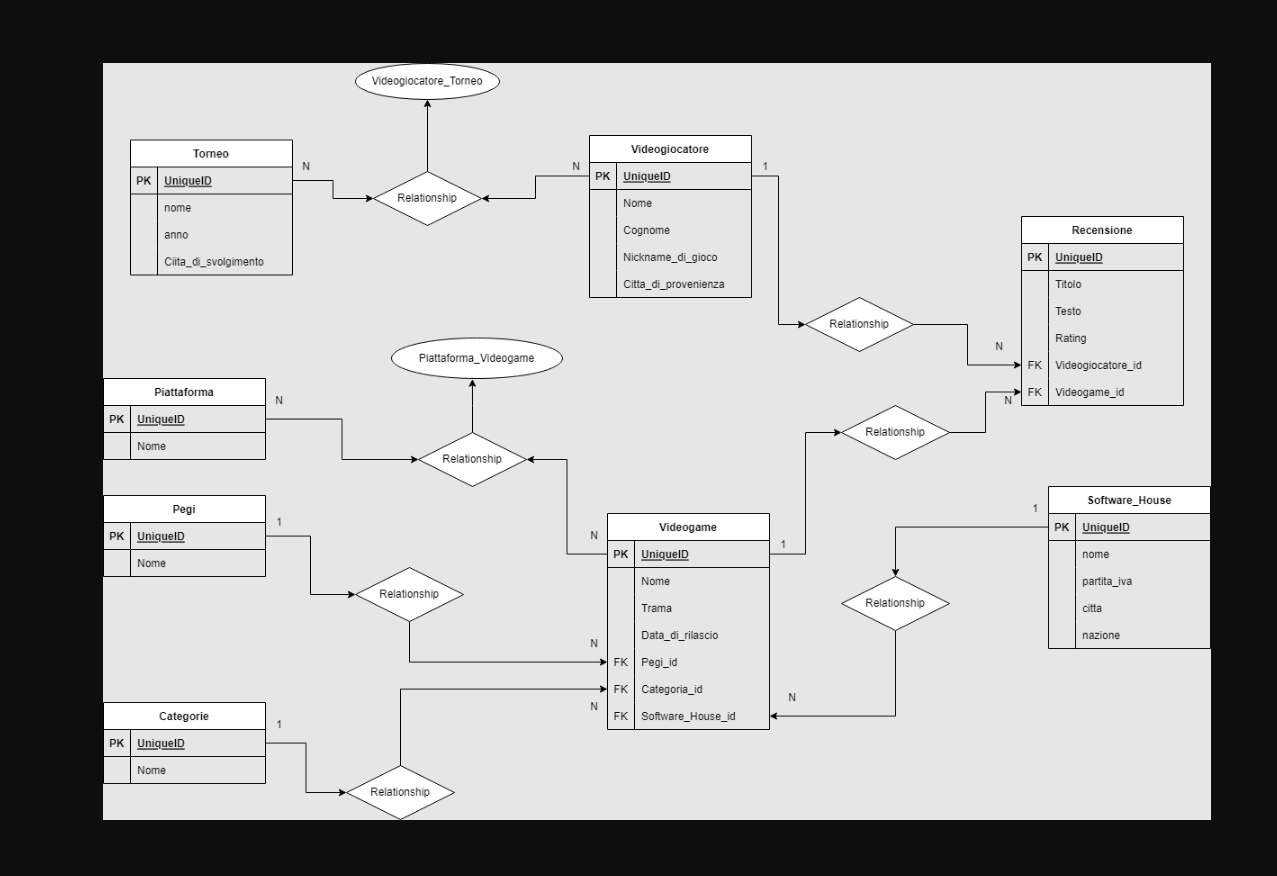 Videogiocatore_Torneo
Torneo
PK UniqueID
nome
anno
Ciita_di_svolgimento
N
Relationship
N
Videogiocatore
PK UniqueID
Nome
Cognome
Nickname_di_gioco
Citta_di_provenienza
1
Relationship
N
Recensione
PK UniqueID
Titolo
Testo
Rating
FK Videogiocatore_id
FK Videogame_id
N
Relationship
1
Piattaforma_Videogame
Piattaforma
PK UniqueID
Nome
N
Relationship
N
Pegi
PK UniqueID
Nome
1
Relationship
N
Videogame
PK UniqueID
Nome
Trama
Data_di_rilascio
FK Pegi_id
FK Categoria_id
FK Software_House_id
Software_House
PK UniqueID
nome
partita_iva
citta
nazione
1
Relationship
N
Categorie
PK UniqueID
Nome
1
Relationship
N